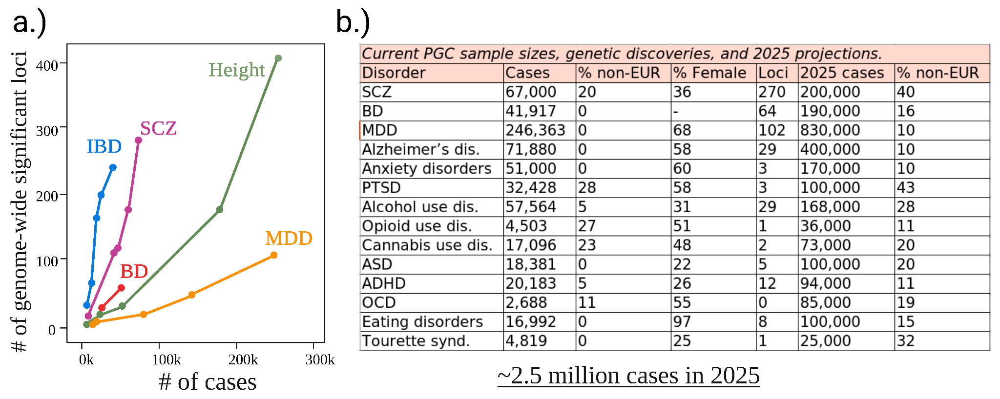 a.)
# of genome-wide significant loci
400
300
200
100
0
Height
SCZ
IBD
MDD
BD
0k 100k 200k 300k
# of cases
b.)
Current PGC sample sizes, genetic discoveries, and 2025 projections.
Disorder Cases % non-EUR % Female Loci 2025 cases % non-EUR
SCZ 67,000 20 36 270 200,000 40
BD 41,917 0 - 64 190,000 16
MDD 246,363 0 68 102 830,000 10
Alzheimer’s dis. 71,880 0 58 29 400,000 10
Anxiety disorders 51,000 0 60 3 170,000 10
PTSD 32,428 28 58 3 100,000 43
Alcohol use dis. 57,564 5 31 29 168,000 28
Opioid use dis. 4,503 27 51 1 36,000 11
Cannabis use dis. 17,096 23 48 2 73,000 20
ASD 18,381 0 22 5 100,000 20
ADHD 20,183 5 26 12 94,000 11
OCD 2,688 11 55 0 85,000 19
Eating disorders 16,992 0 97 8 100,000 15
Tourette synd. 4,819 0 25 1 25,000 32
~2.5 million cases in 2025